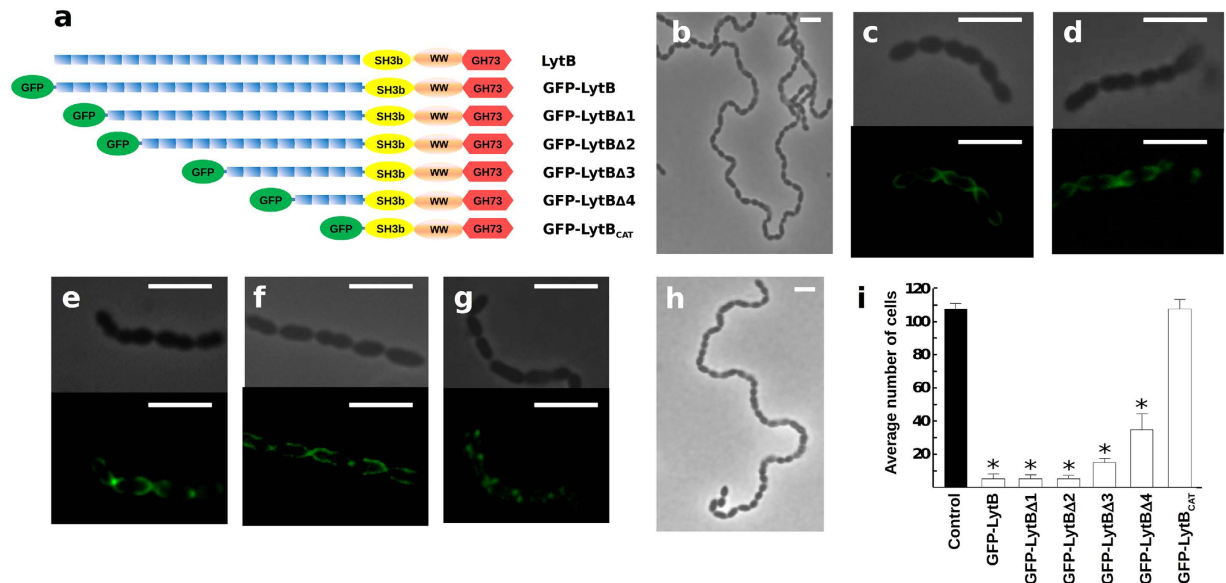 a
SH3b WW GH73 LytB
GFP SH3b WW GH73 GFP-LytB
GFP SH3b WW GH73 GFP-LytBΔ1
GFP SH3b WW GH73 GFP-LytBΔ2
GFP SH3b WW GH73 GFP-LytBΔ3
GFP SH3b WW GH73 GFP-LytBΔ4
GFP SH3b WW GH73 GFP-LytBCAT
b
c
d
e
f
g
h
i
Average number of cells
120
100
80
60
40
20
* * * * *
Control
GFP-LytB
GFP-LytBΔ1
GFP-LytBΔ2
GFP-LytBΔ3
GFP-LytBΔ4
GFP-LytBCAT